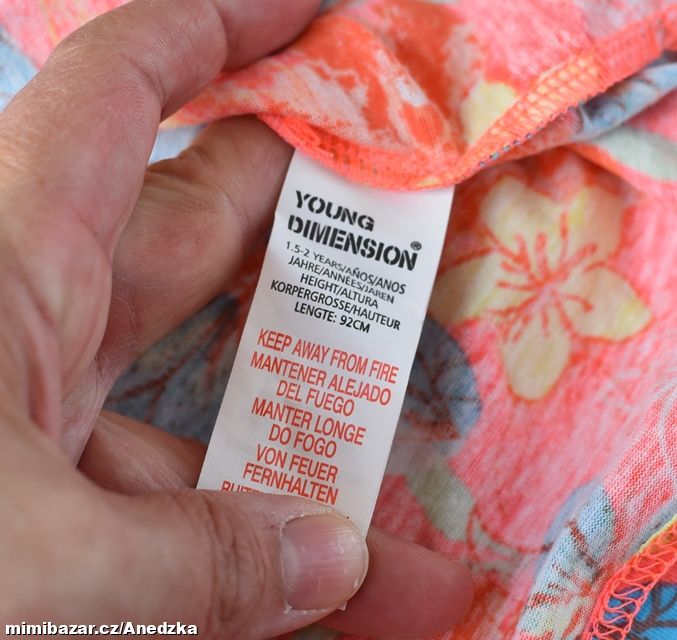 YOUNG
DIMENSION®
1.5-2 YEARS/AÑOS/ANOS
JAHRE/ANNÉES/JAREN
HEIGHT/ALTURA
KORPERGROSSE/HAUTEUR
LENGTE: 92CM
KEEP AWAY FROM FIRE
MANTENER ALEJADO
DEL FUEGO
MANTER LONGE
DO FOGO
VON FEUER
FERNHALTEN
mimibazar.cz/Anedzka